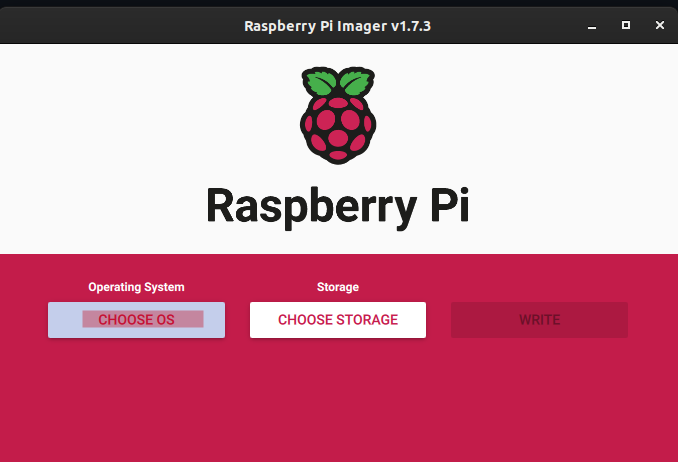 Raspberry Pi Imager v1.7.3
Raspberry Pi
Operating System
Storage
CHOOSE OS
CHOOSE STORAGE
WRITE